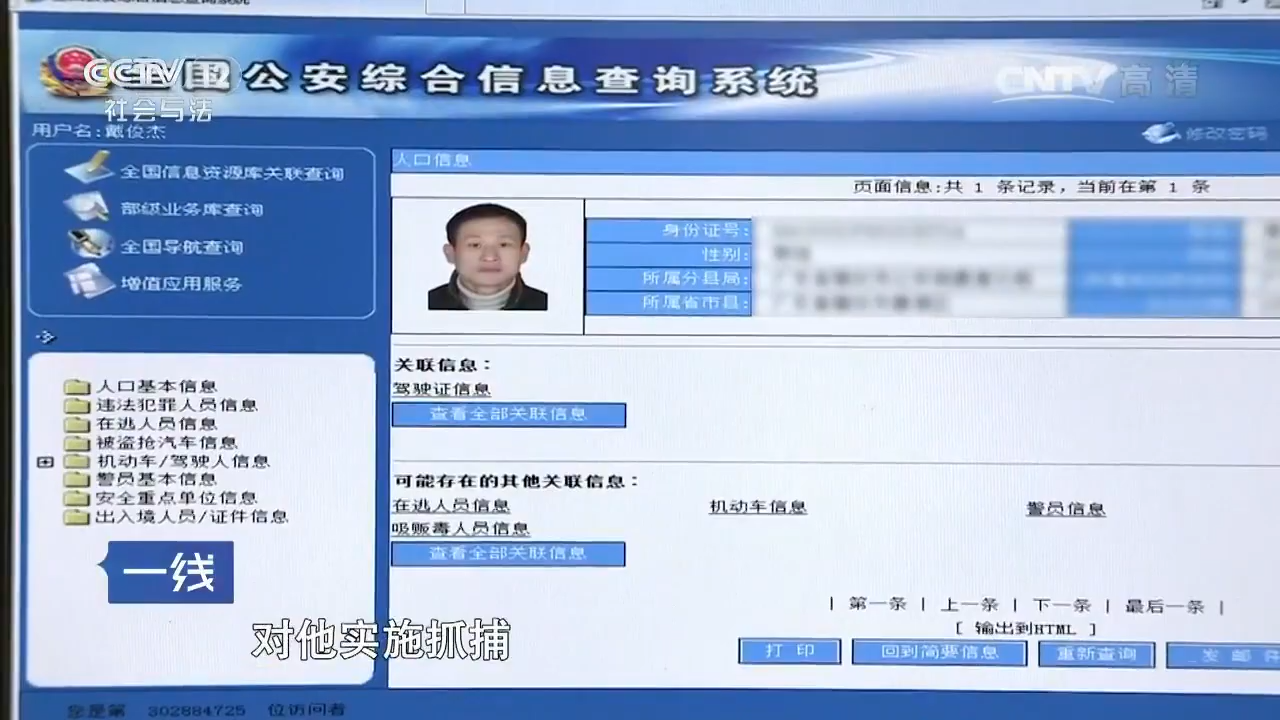 全国公安综合信息查询系统
CCTV 12
社会与法
CNTV高清
用户名:戴俊杰
修改密码
全国信息资源库关联查询
部级业务库查询
全国导航查询
增值应用服务
人口基本信息
违法犯罪人员信息
在逃人员信息
被盗抢汽车信息
机动车/驾驶人信息
警员基本信息
安全重点单位信息
出入境人员/证件信息
人口信息
页面信息:共 1 条记录，当前在第 1 条
身份证号:
性别:
所属分县局:
所属省市县:
关联信息：
驾驶证信息
查看全部关联信息
可能存在的其他关联信息：
在逃人员信息 机动车信息 警员信息
吸贩毒人员信息
查看全部关联信息
| 第一条 | 上一条 | 下一条 | 最后一条 |
[ 输出到HTML ]
打 印 回到简要信息 重新查询 发 邮 件
一线
对他实施抓捕
您是第 302884725 位访问者